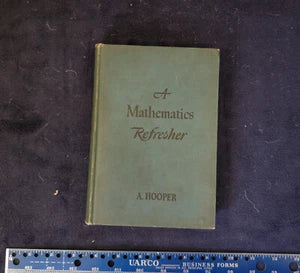 A
Mathematics
Refresher
A. HOOPER
UARCO BUSINESS FORMS